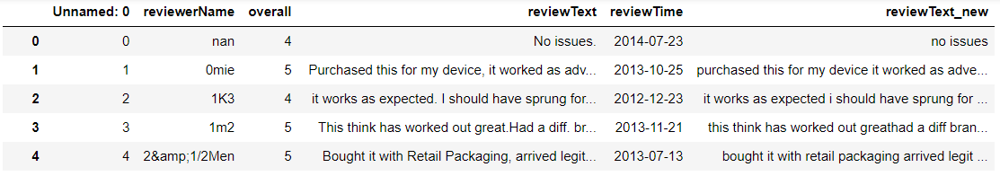 Unnamed: 0 reviewerName overall reviewText reviewTime reviewText_new
0 0 nan 4 No issues. 2014-07-23 no issues
1 1 0mie 5 Purchased this for my device, it worked as adv... 2013-10-25 purchased this for my device it worked as adve...
2 2 1K3 4 it works as expected. I should have sprung for... 2012-12-23 it works as expected i should have sprung for ...
3 3 1m2 5 This think has worked out great.Had a diff. br... 2013-11-21 this think has worked out greathad a diff bran...
4 4 2&amp;1/2Men 5 Bought it with Retail Packaging, arrived legit... 2013-07-13 bought it with retail packaging arrived legit ...